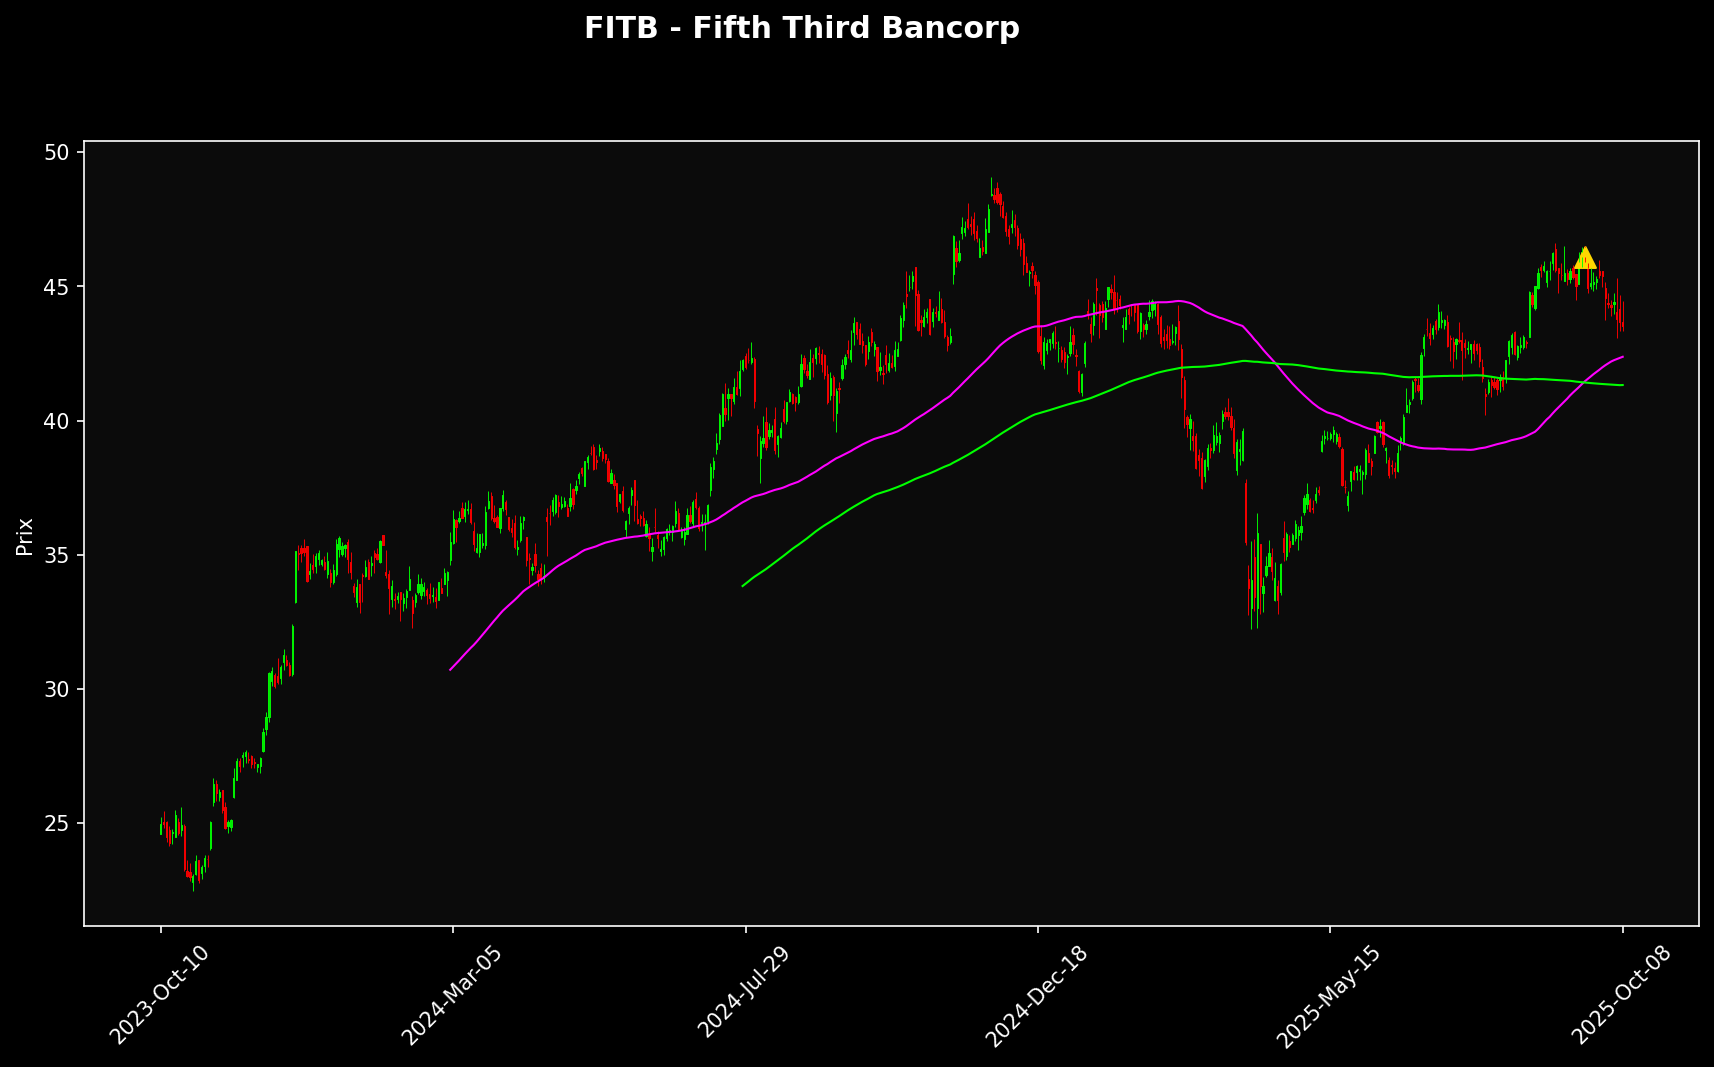 FITB - Fifth Third Bancorp
Prix
50
45
40
35
30
25
2023-Oct-10
2024-Mar-05
2024-Jul-29
2024-Dec-18
2025-May-15
2025-Oct-08